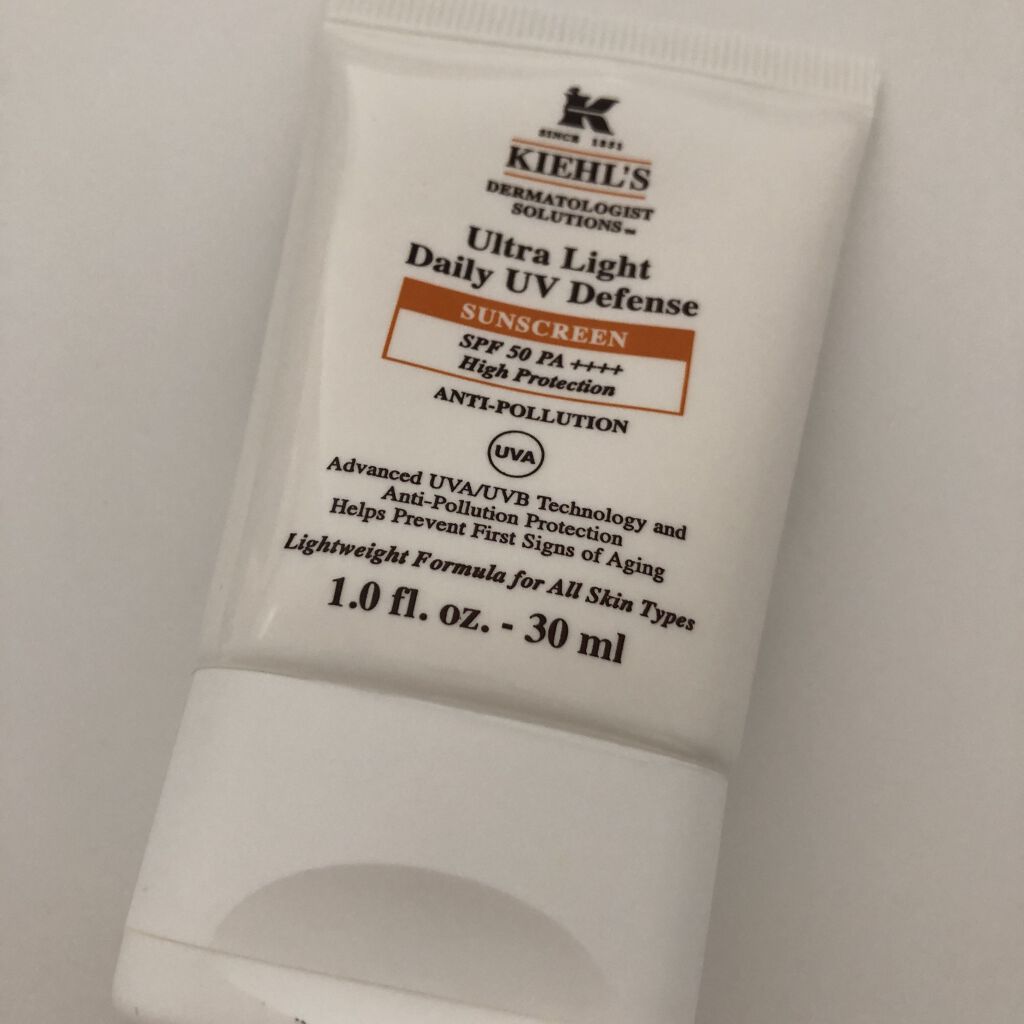 K
SINCE 1851
KIEHL'S
DERMATOLOGIST
SOLUTIONS™
Ultra Light
Daily UV Defense
SUNSCREEN
SPF 50 PA ++++
High Protection
ANTI-POLLUTION
UVA
Advanced UVA/UVB Technology and
Anti-Pollution Protection
Helps Prevent First Signs of Aging
Lightweight Formula for All Skin Types
1.0 fl. oz. - 30 ml